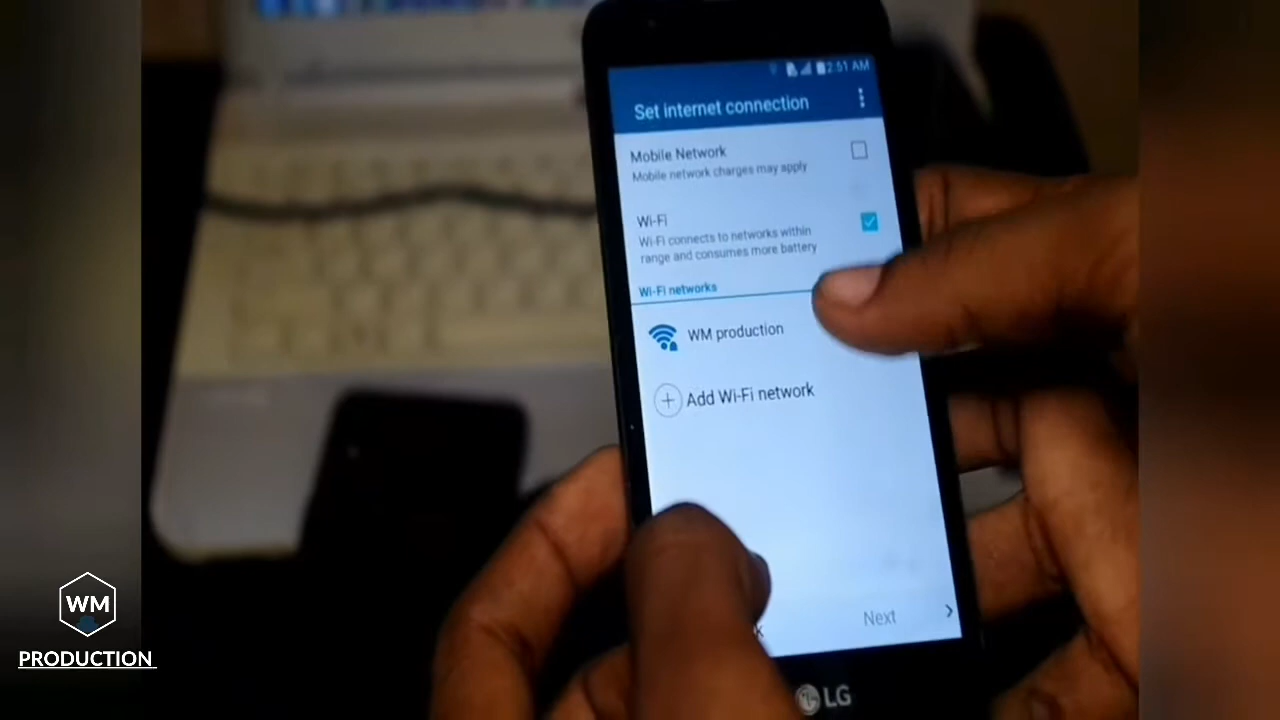 2:51 AM
Set internet connection
Mobile Network
Mobile network charges may apply
Wi-Fi
Wi-Fi connects to networks within
range and consumes more battery
Wi-Fi networks
WM production
Add Wi-Fi network
Next
LG
WM
PRODUCTION